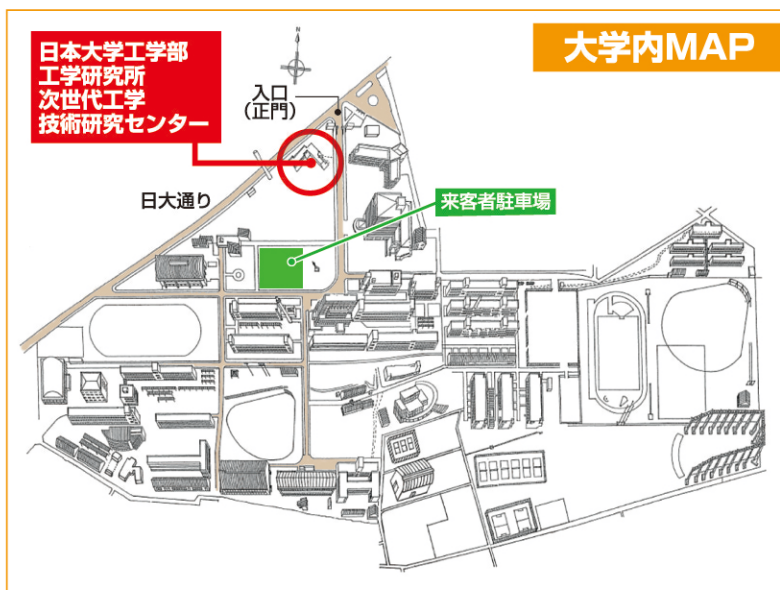 大学内MAP
日本大学工学部
工学研究所
次世代工学
技術研究センター
N
入口
(正門)
日大通り
来客者駐車場